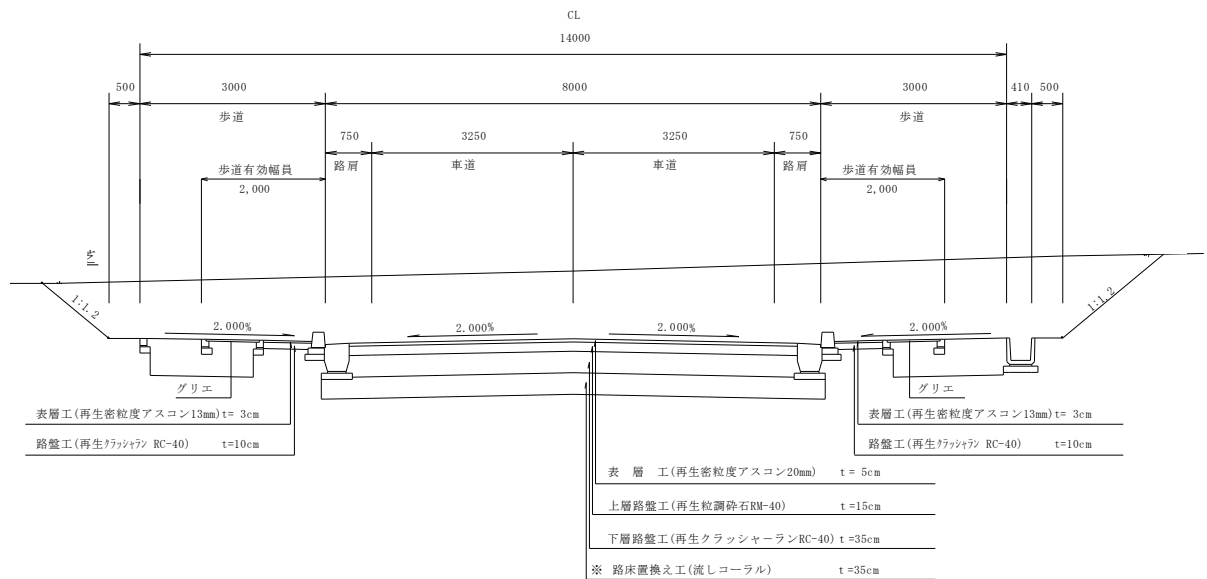 CL
14000
500 3000 8000 3000 410 500
歩道 歩道
750 3250 3250 750
路肩 車道 車道 路肩
歩道有効幅員 歩道有効幅員
2,000 2,000
1:1.2 1:1.2
2.000% 2.000% 2.000% 2.000%
グリエ グリエ
表層工(再生密粒度アスコン13mm)t= 3cm 表層工(再生密粒度アスコン13mm)t= 3cm
路盤工(再生クラッシャラン RC-40) t=10cm 路盤工(再生クラッシャラン RC-40) t=10cm
表 層 工(再生密粒度アスコン20mm) t= 5cm
上層路盤工(再生粒調砕石RM-40) t=15cm
下層路盤工(再生クラッシャーランRC-40) t=35cm
※ 路床置換え工(流しコーラル) t=35cm